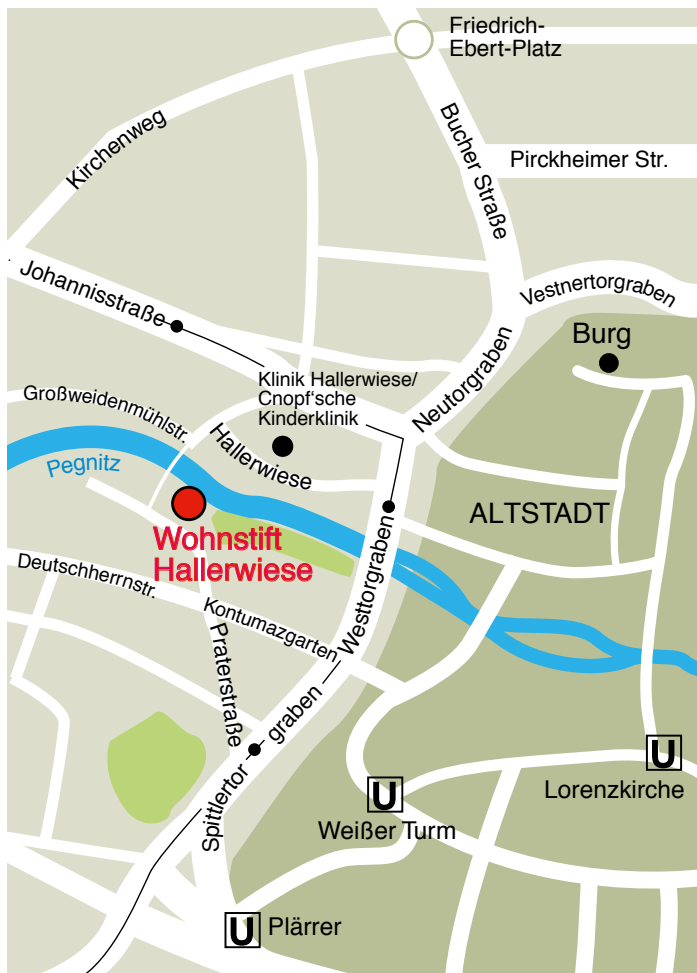 Friedrich-
Ebert-Platz
Kirchenweg
Bucher Straße
Pirckheimer Str.
Johannisstraße
Vestnertorgraben
Neutorgraben
Burg
Klinik Hallerwiese/
Cnopf‘sche
Kinderklinik
Großweidenmühlstr.
Hallerwiese
Pegnitz
ALTSTADT
Wohnstift
Hallerwiese
Westtorgraben
Deutschherrnstr.
Kontumazgarten
Praterstraße
Spittlertor
graben
U
Lorenzkirche
U
Weißer Turm
U
Plärrer